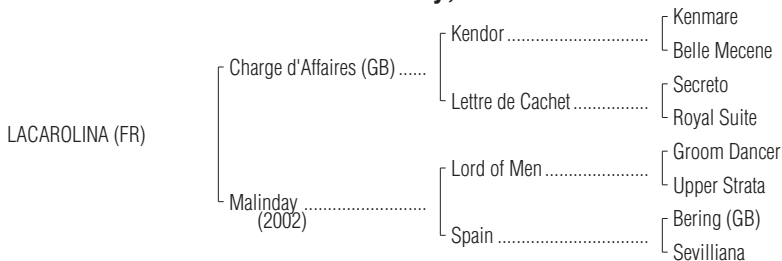 Kenmare
Kendor
Belle Mecene
Charge d'Affaires (GB)
Secreto
Lettre de Cachet
Royal Suite
LACAROLINA (FR)
Groom Dancer
Lord of Men
Upper Strata
Malinday
(2002)
Bering (GB)
Spain
Sevilliana